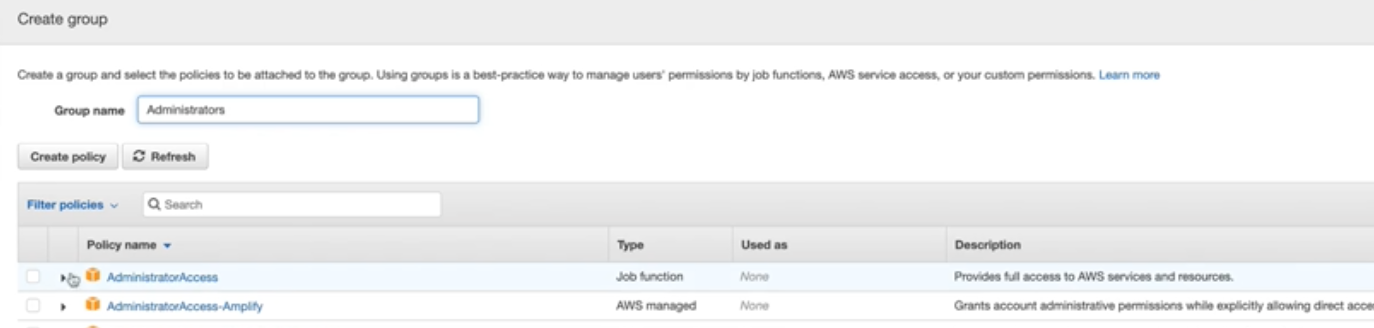 Create group
Create a group and select the policies to be attached to the group. Using groups is a best-practice way to manage users' permissions by job functions, AWS service access, or your custom permissions. Learn more
Group name Administrators
Create policy Refresh
Filter policies Search
Policy name Type Used as Description
AdministratorAccess Job function None Provides full access to AWS services and resources.
AdministratorAccess-Amplify AWS managed None Grants account administrative permissions while explicitly allowing direct